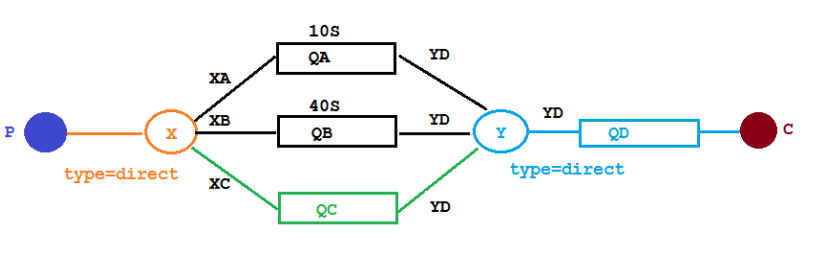 10S
QA
XA
YD
40S
P
X
XB
QB
YD
Y
YD
QD
C
type=direct
type=direct
XC
QC
YD